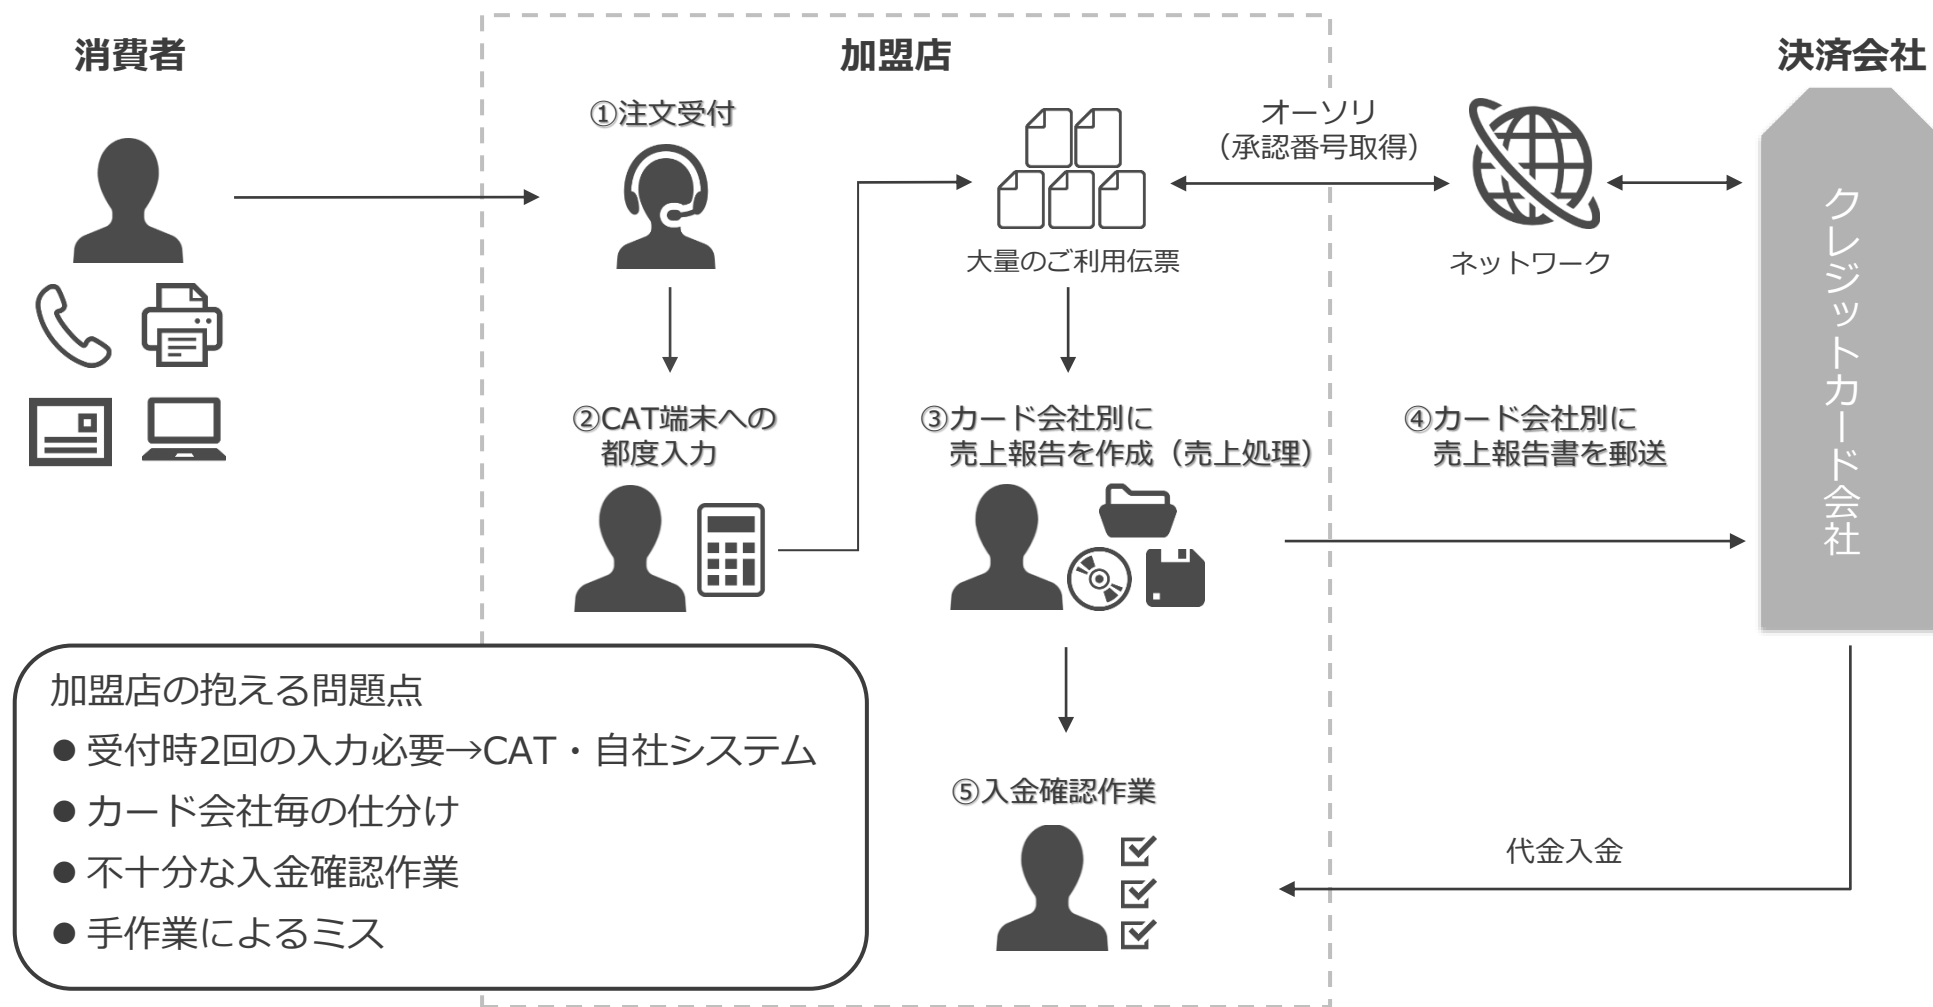 消費者
加盟店
決済会社
①注文受付
オーソリ
（承認番号取得）
大量のご利用伝票
ネットワーク
クレジットカード会社
②CAT端末への
都度入力
③カード会社別に
売上報告を作成（売上処理）
④カード会社別に
売上報告書を郵送
加盟店の抱える問題点
●受付時2回の入力必要→CAT・自社システム
●カード会社毎の仕分け
●不十分な入金確認作業
●手作業によるミス
⑤入金確認作業
代金入金